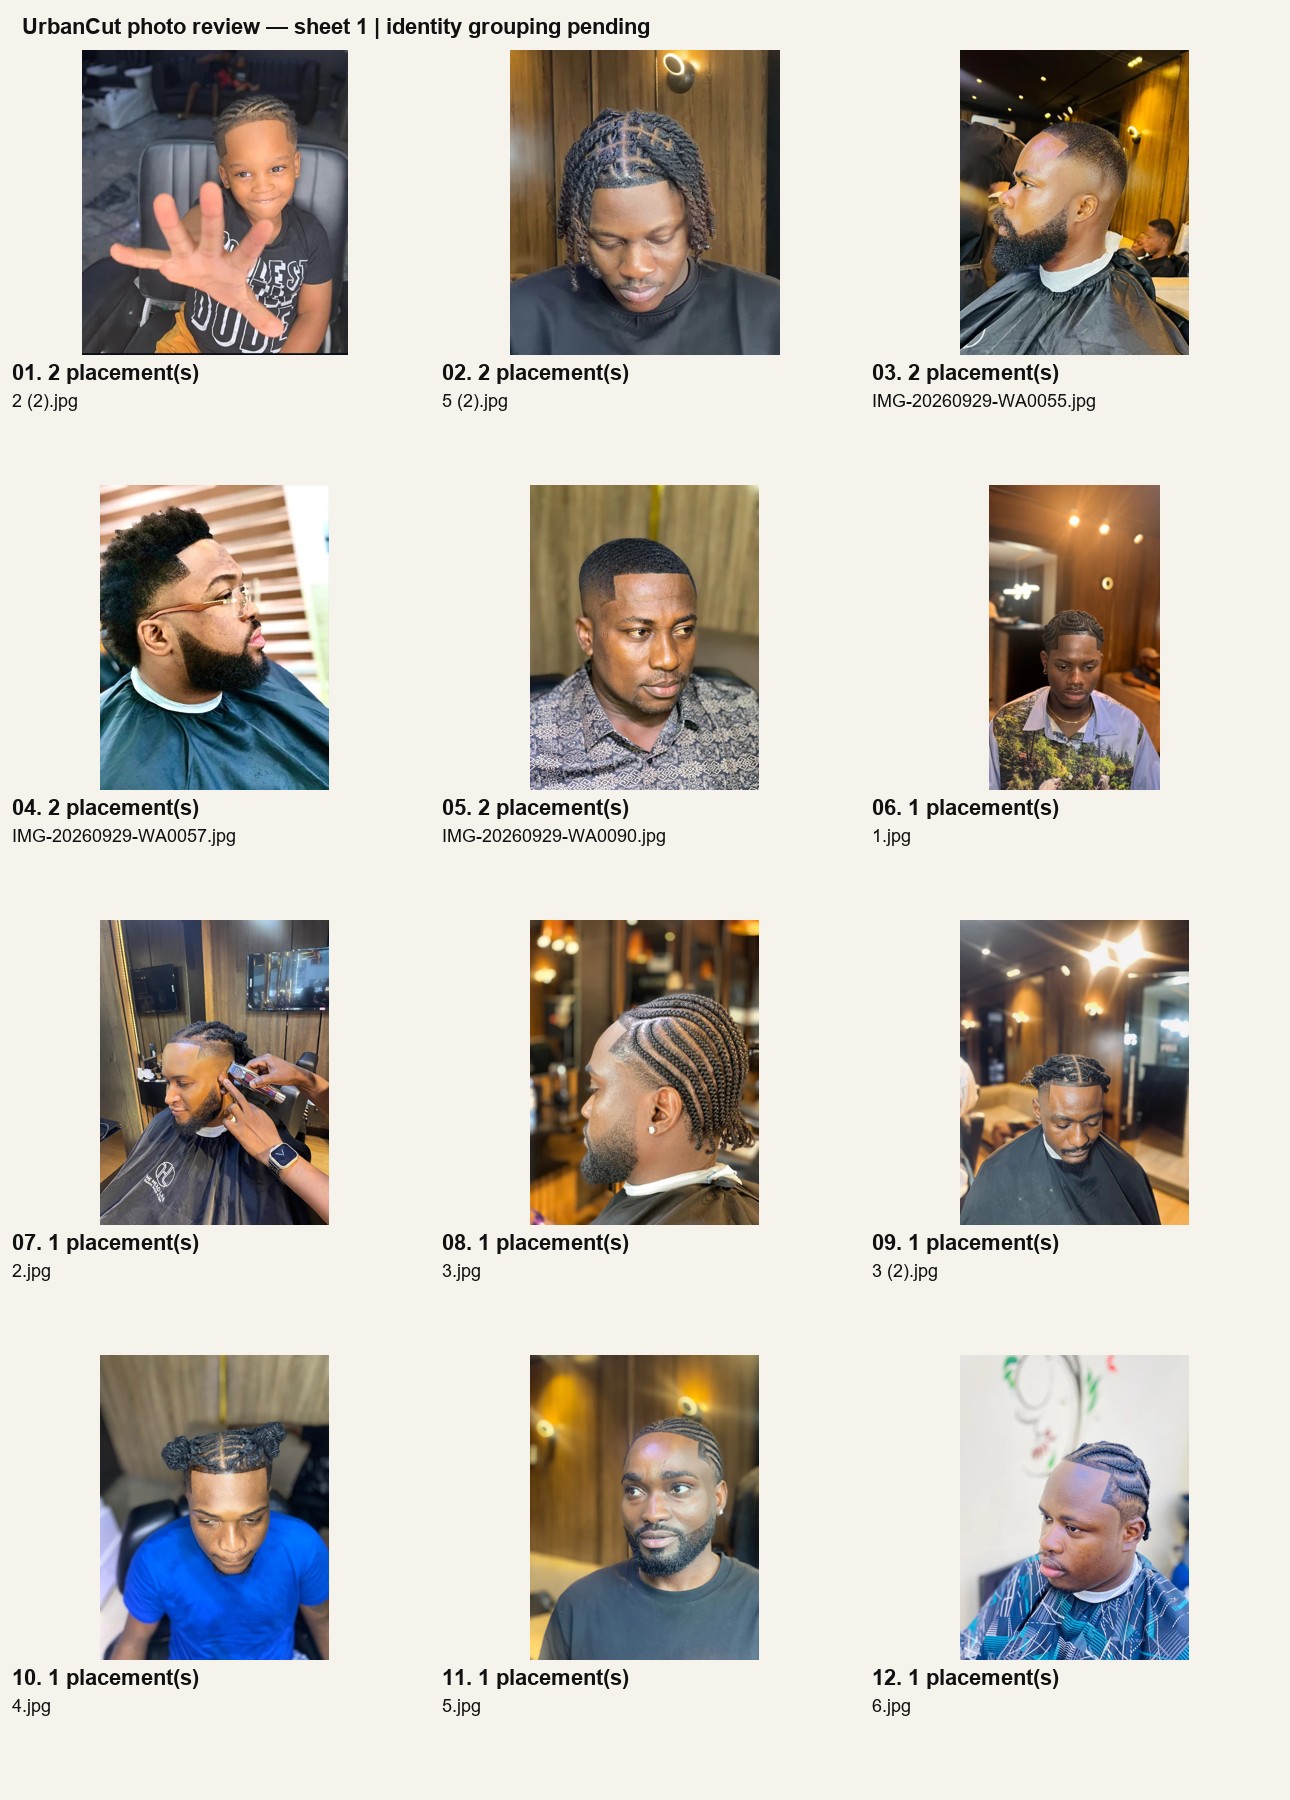 UrbanCut photo review — sheet 1 | identity grouping pending
01. 2 placement(s)
2 (2).jpg
02. 2 placement(s)
5 (2).jpg
03. 2 placement(s)
IMG-20260929-WA0055.jpg
04. 2 placement(s)
IMG-20260929-WA0057.jpg
05. 2 placement(s)
IMG-20260929-WA0090.jpg
06. 1 placement(s)
1.jpg
07. 1 placement(s)
2.jpg
08. 1 placement(s)
3.jpg
09. 1 placement(s)
3 (2).jpg
10. 1 placement(s)
4.jpg
11. 1 placement(s)
5.jpg
12. 1 placement(s)
6.jpg